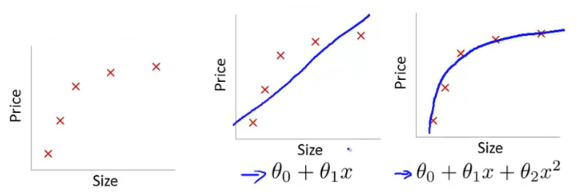 Price
Size
Price
Size
→ θ₀ + θ₁x
Price
Size
→ θ₀ + θ₁x + θ₂x²